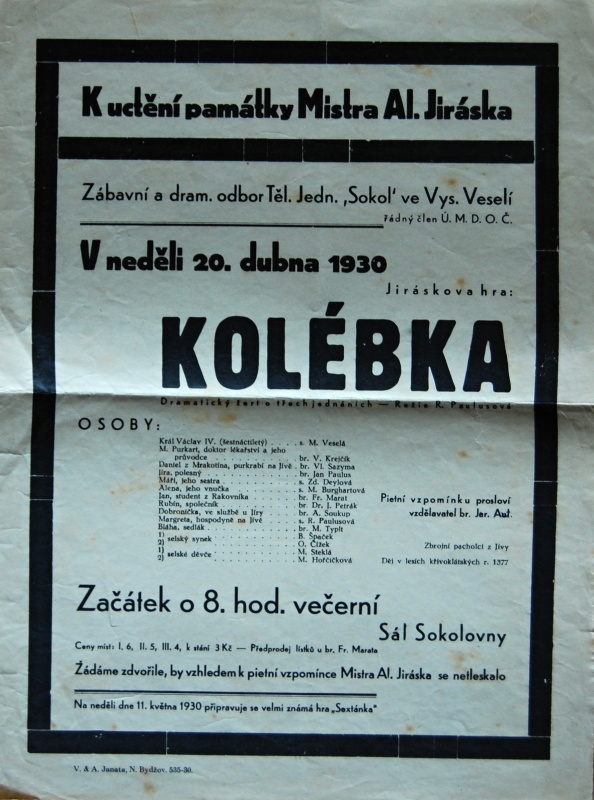 K uctění památky Mistra Al. Jiráska
Zábavní a dram. odbor Těl. Jedn. „Sokol' ve Vys. Veselí
řádný člen Ú. M. D. O. Č.
V neděli 20. dubna 1930
Jiráskova hra:
KOLÉBKA
Dramatický žert o třech jednáních — Režie R. Paulusová
OSOBY:
Král Václav IV. (šestnáctiletý) . . . . s. M. Veselá
M. Purkart, doktor lékařství a jeho
průvodce . . . . . . . . . . br. V. Krejčík
Daniel z Mrakotína, purkrabí na Jivě . br. Vl. Sazyma
Jíra, polesný . . . . . . . . . . br. Jan Paulus
Máří, jeho sestra . . . . . . . . s. Zd. Deylová
Alena, jeho vnučka . . . . . . . s. M. Burghartová
Jan, student z Rakovníka . . . . . br. Fr. Marat
Rubín, společník . . . . . . . . br. Dr. J. Petrák
Dobronička, ve službě u Jíry . . . . br. A. Soukup
Margreta, hospodyně na Jivě . . . . s. R. Paulusová
Bláha, sedlák . . . . . . . . . br. M. Typlt
1) selský synek . . . . . . . . B. Špaček
2) O. Čížek
1) selské děvče . . . . . . . . M. Steklá
2) M. Hořčičková
Pietní vzpomínku prosloví
vzdělavatel br. Jar. Aust.
Zbrojní pacholci z Jivy
Děj v lesích křivoklátských r. 1377
Začátek o 8. hod. večerní
Sál Sokolovny
Ceny míst: I. 6, II. 5, III. 4, k stání 3 Kč — Předprodej lístků u br. Fr. Marata
Žádáme zdvořile, by vzhledem k pietní vzpomínce Mistra Al. Jiráska se netleskalo
Na neděli dne 11. května 1930 připravuje se velmi známá hra „Sextánka"
V. & A. Janata, N. Bydžov. 535-30.